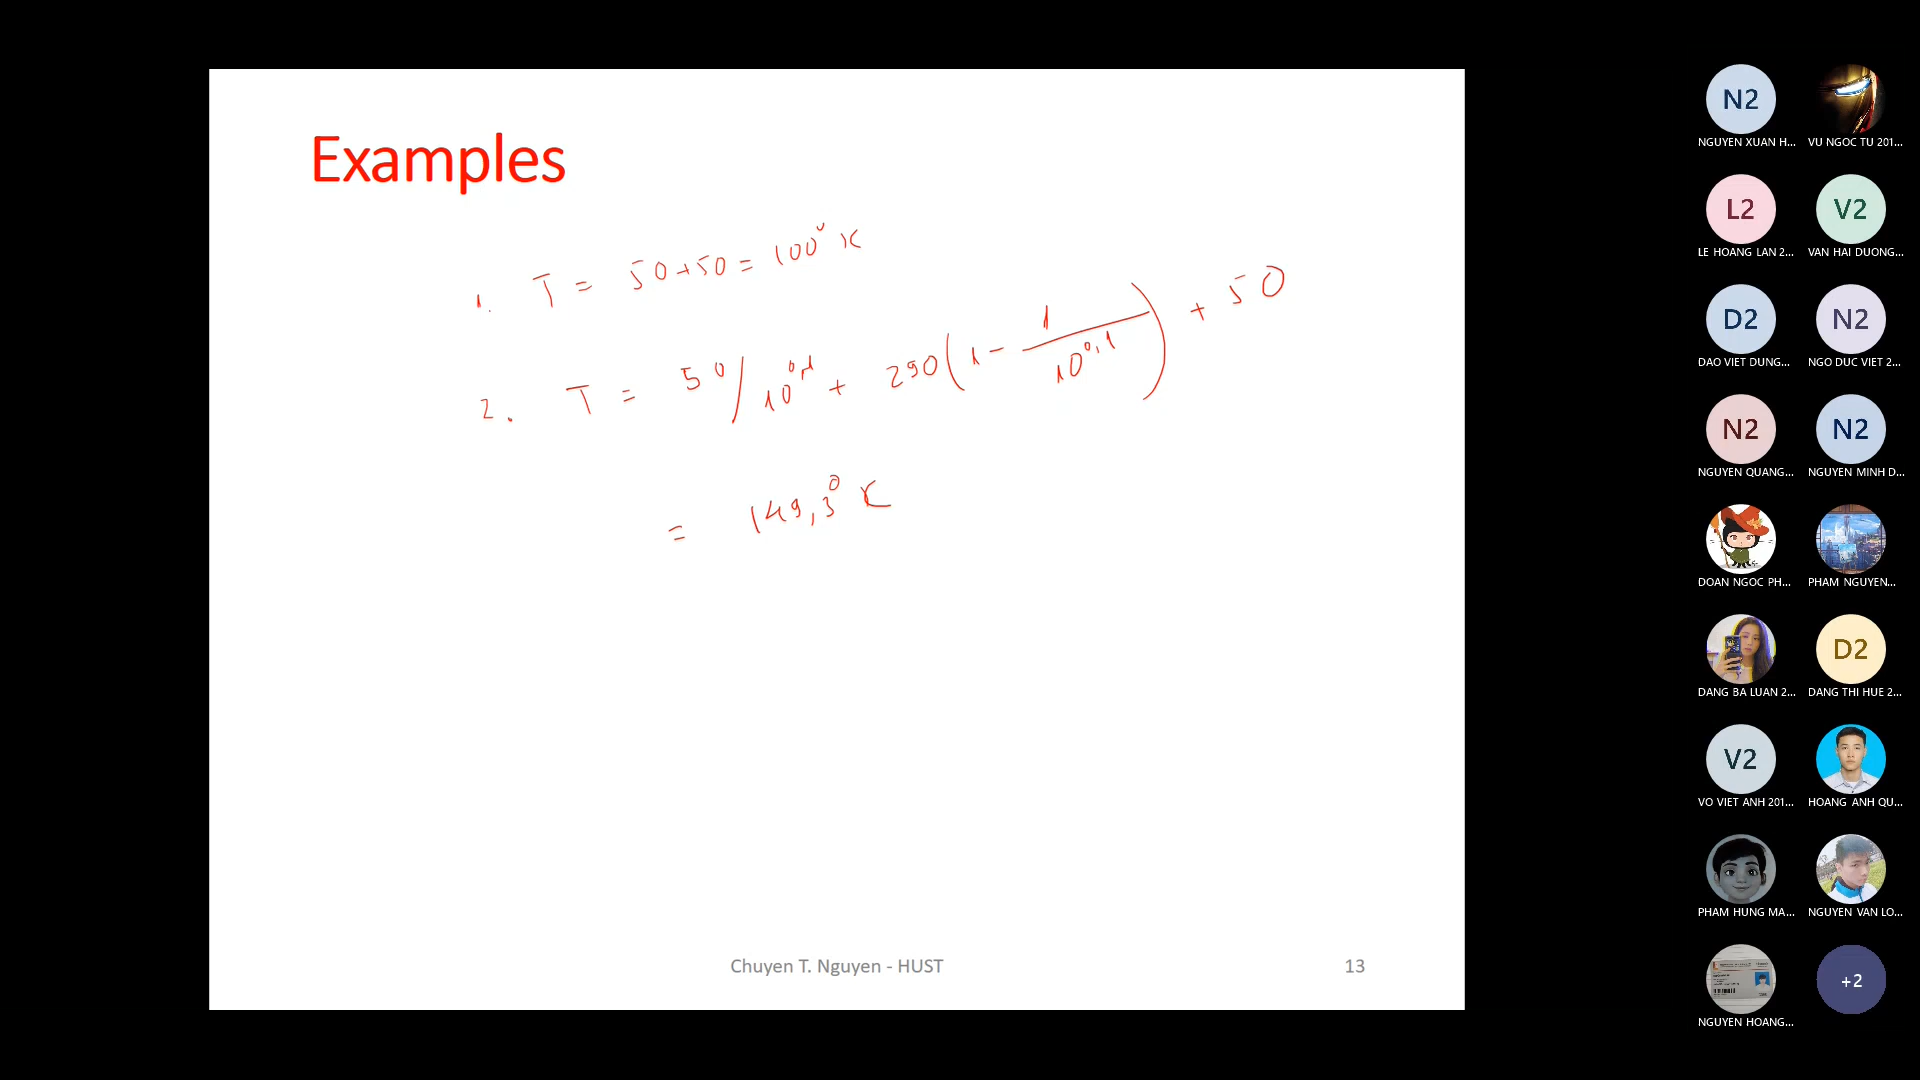 Examples
1. T = 50+50 = 100° K
2. T = 50/10^0,1 + 290(1 - 1/10^0,1) + 50
= 149,3° K
Chuyen T. Nguyen - HUST
13
N2
NGUYEN XUAN H...
VU NGOC TU 201...
L2
LE HOANG LAN 2...
V2
VAN HAI DUONG...
D2
DAO VIET DUNG...
N2
NGO DUC VIET 2...
N2
NGUYEN QUANG...
N2
NGUYEN MINH D...
DOAN NGOC PH...
PHAM NGUYEN...
DANG BA LUAN 2...
D2
DANG THI HUE 2...
V2
VO VIET ANH 201...
HOANG ANH QU...
PHAM HUNG MA...
NGUYEN VAN LO...
NGUYEN HOANG...
+2